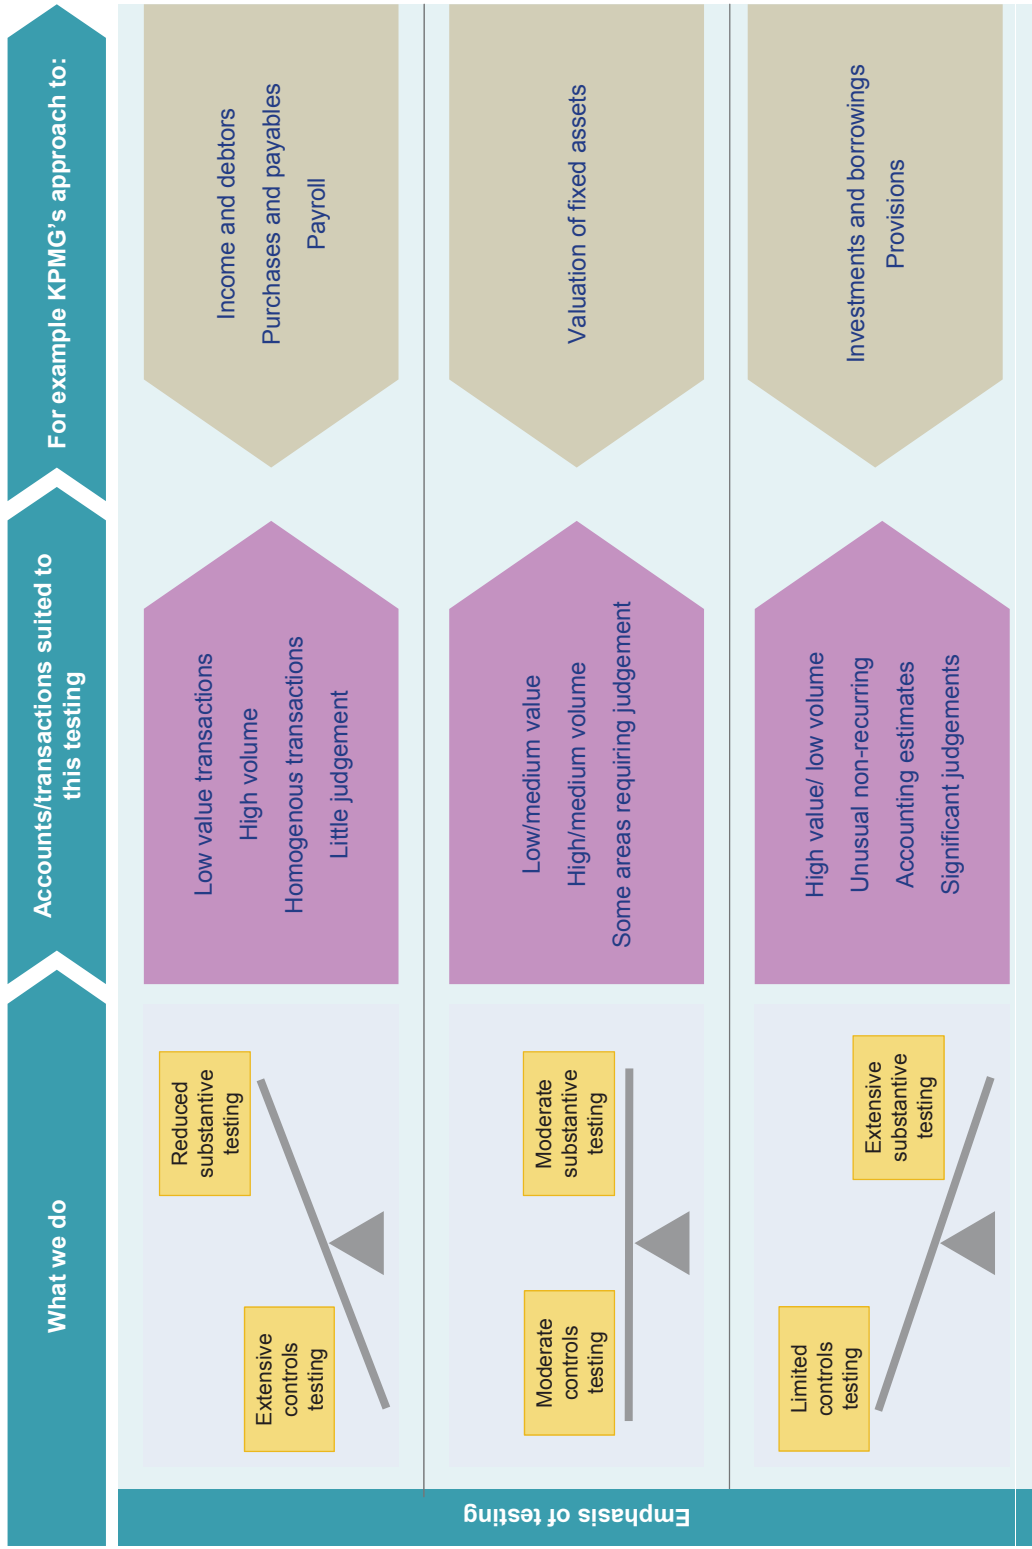 What we do
Accounts/transactions suited to
this testing
For example KPMG's approach to:
Emphasis of testing
Extensive
controls
testing
Reduced
substantive
testing
Low value transactions
High volume
Homogenous transactions
Little judgement
Income and debtors
Purchases and payables
Payroll
Moderate
controls
testing
Moderate
substantive
testing
Low/medium value
High/medium volume
Some areas requiring judgement
Valuation of fixed assets
Limited
controls
testing
Extensive
substantive
testing
High value/ low volume
Unusual non-recurring
Accounting estimates
Significant judgements
Investments and borrowings
Provisions